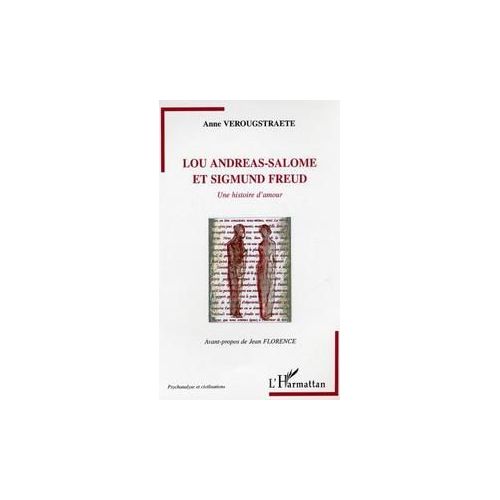 Anne VEROUGSTRAETE
LOU ANDREAS-SALOME
ET SIGMUND FREUD
Une histoire d'amour
Avant-propos de Jean FLORENCE
L'Harmattan
Psychanalyse et civilisations